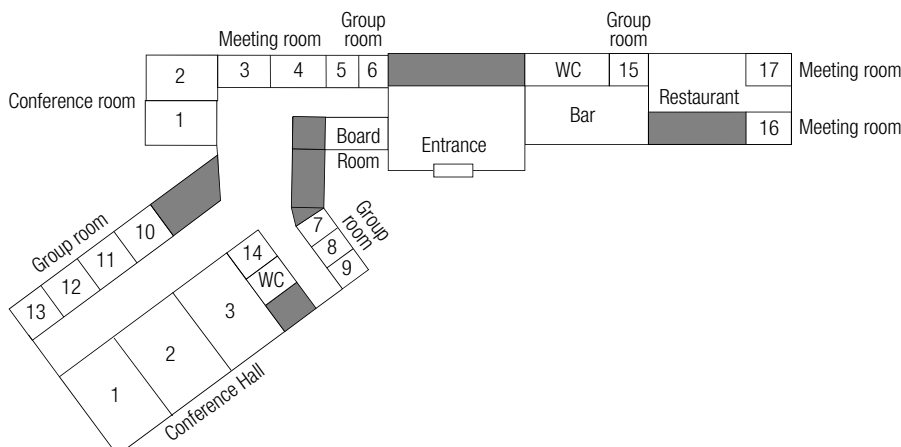 Group
room
Group
room
Meeting room
2
3
4
5
6
WC
15
17
Meeting room
Conference room
1
Restaurant
Bar
16
Meeting room
Board
Room
Entrance
Group room
10
11
12
13
7
8
9
Group
room
14
WC
3
2
1
Conference Hall